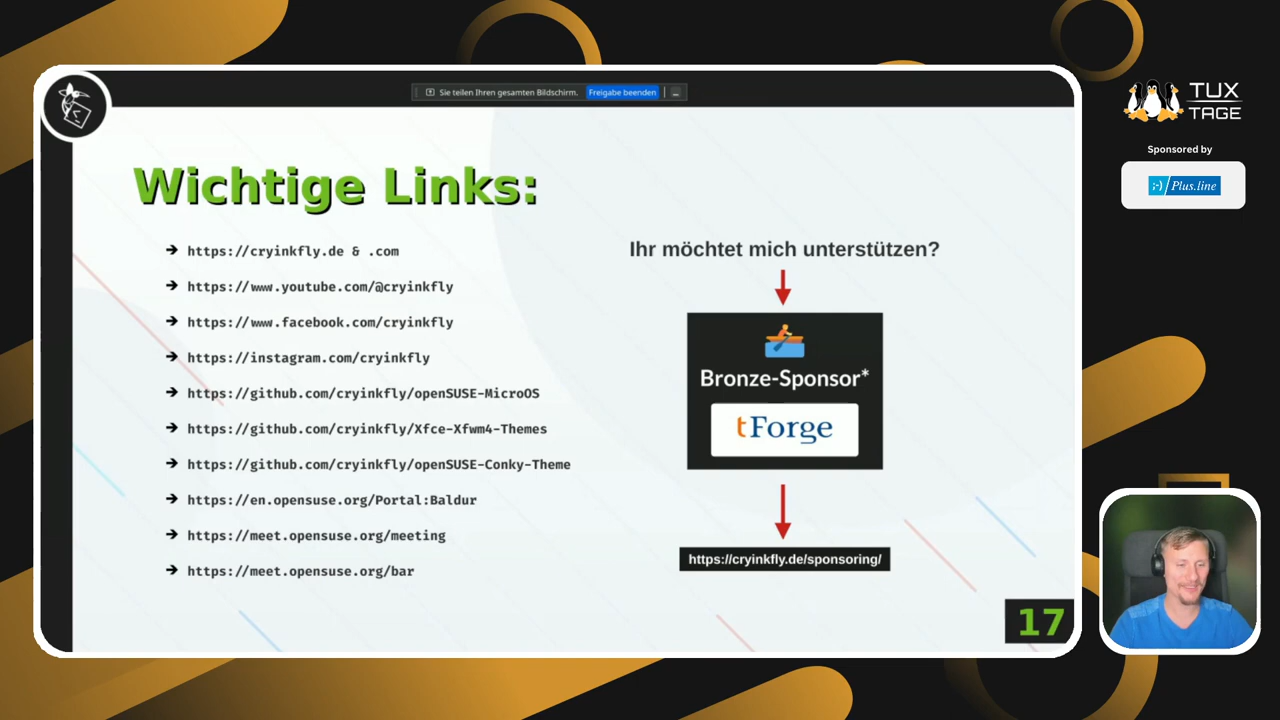 Sie teilen Ihren gesamten Bildschirm. Freigabe beenden
TUX
TAGE
Sponsored by
;-) Plus.line
Wichtige Links:
➔ https://cryinkfly.de & .com
➔ https://www.youtube.com/@cryinkfly
➔ https://www.facebook.com/cryinkfly
➔ https://instagram.com/cryinkfly
➔ https://github.com/cryinkfly/openSUSE-MicroOS
➔ https://github.com/cryinkfly/Xfce-Xfwm4-Themes
➔ https://github.com/cryinkfly/openSUSE-Conky-Theme
➔ https://en.opensuse.org/Portal:Baldur
➔ https://meet.opensuse.org/meeting
➔ https://meet.opensuse.org/bar
Ihr möchtet mich unterstützen?
Bronze-Sponsor*
tForge
https://cryinkfly.de/sponsoring/
17